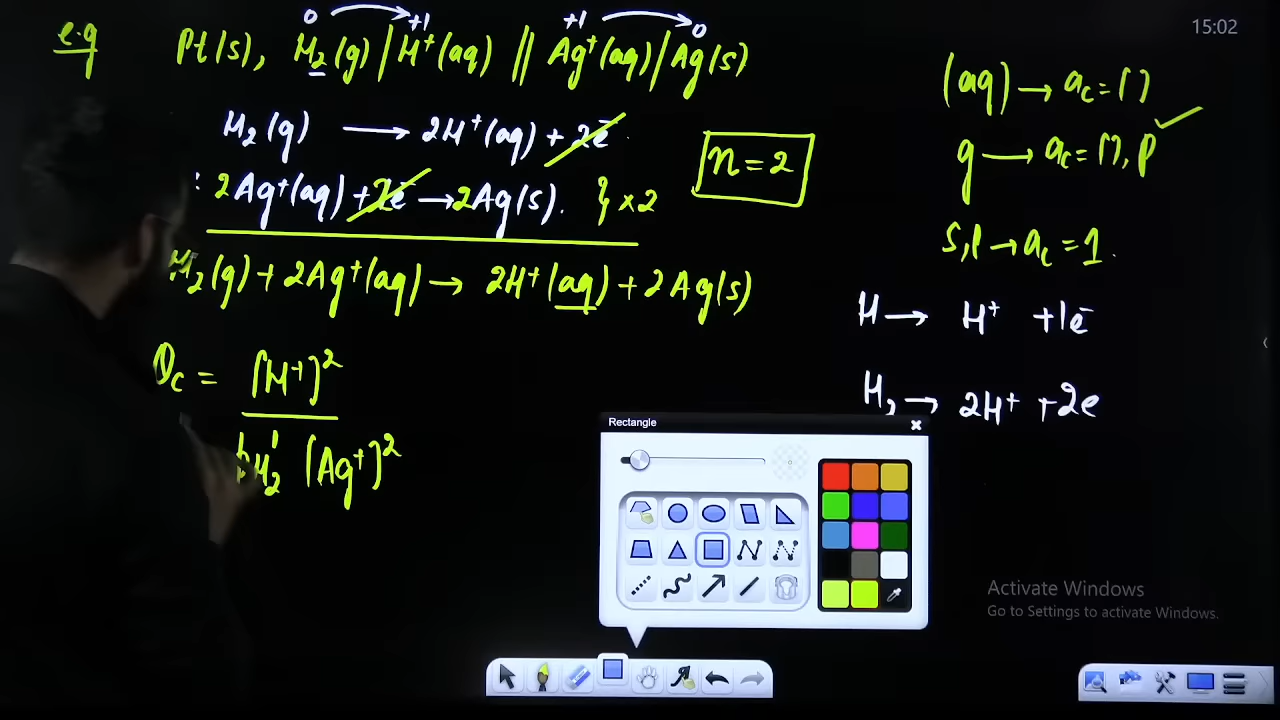 15:02
e.g
0 +1 +1 0
Pt(s), H₂(g) | H⁺(aq) || Ag⁺(aq) | Ag(s)
H₂(g) → 2H⁺(aq) + 2e⁻
2Ag⁺(aq) + 2e⁻ → 2Ag(s). } × 2
H₂(g) + 2Ag⁺(aq) → 2H⁺(aq) + 2Ag(s)
n = 2
Qc = [H⁺]²
pH₂¹ [Ag⁺]²
(aq) → ac = []
g → ac = [], P ✓
S, l → ac = 1.
H → H⁺ + 1e⁻
H₂ → 2H⁺ + 2e
Rectangle
Activate Windows
Go to Settings to activate Windows.